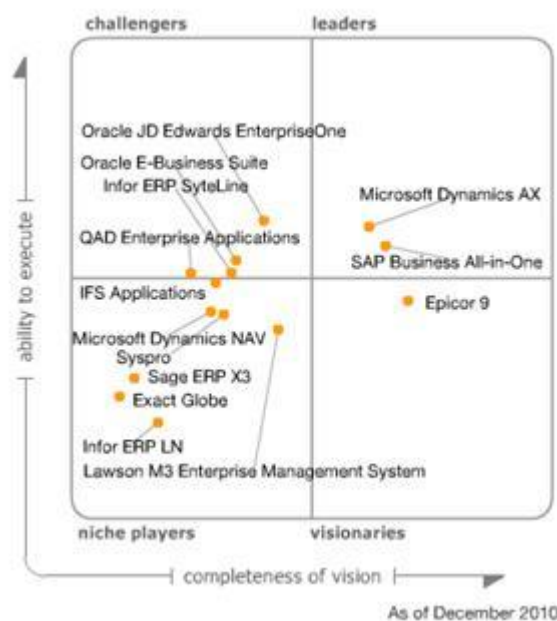 challengers
leaders
Oracle JD Edwards EnterpriseOne
Oracle E-Business Suite
Infor ERP SyteLine
Microsoft Dynamics AX
QAD Enterprise Applications
SAP Business All-in-One
IFS Applications
Epicor 9
Microsoft Dynamics NAV
Syspro
Sage ERP X3
Exact Globe
Infor ERP LN
Lawson M3 Enterprise Management System
niche players
visionaries
ability to execute
completeness of vision
As of December 2010